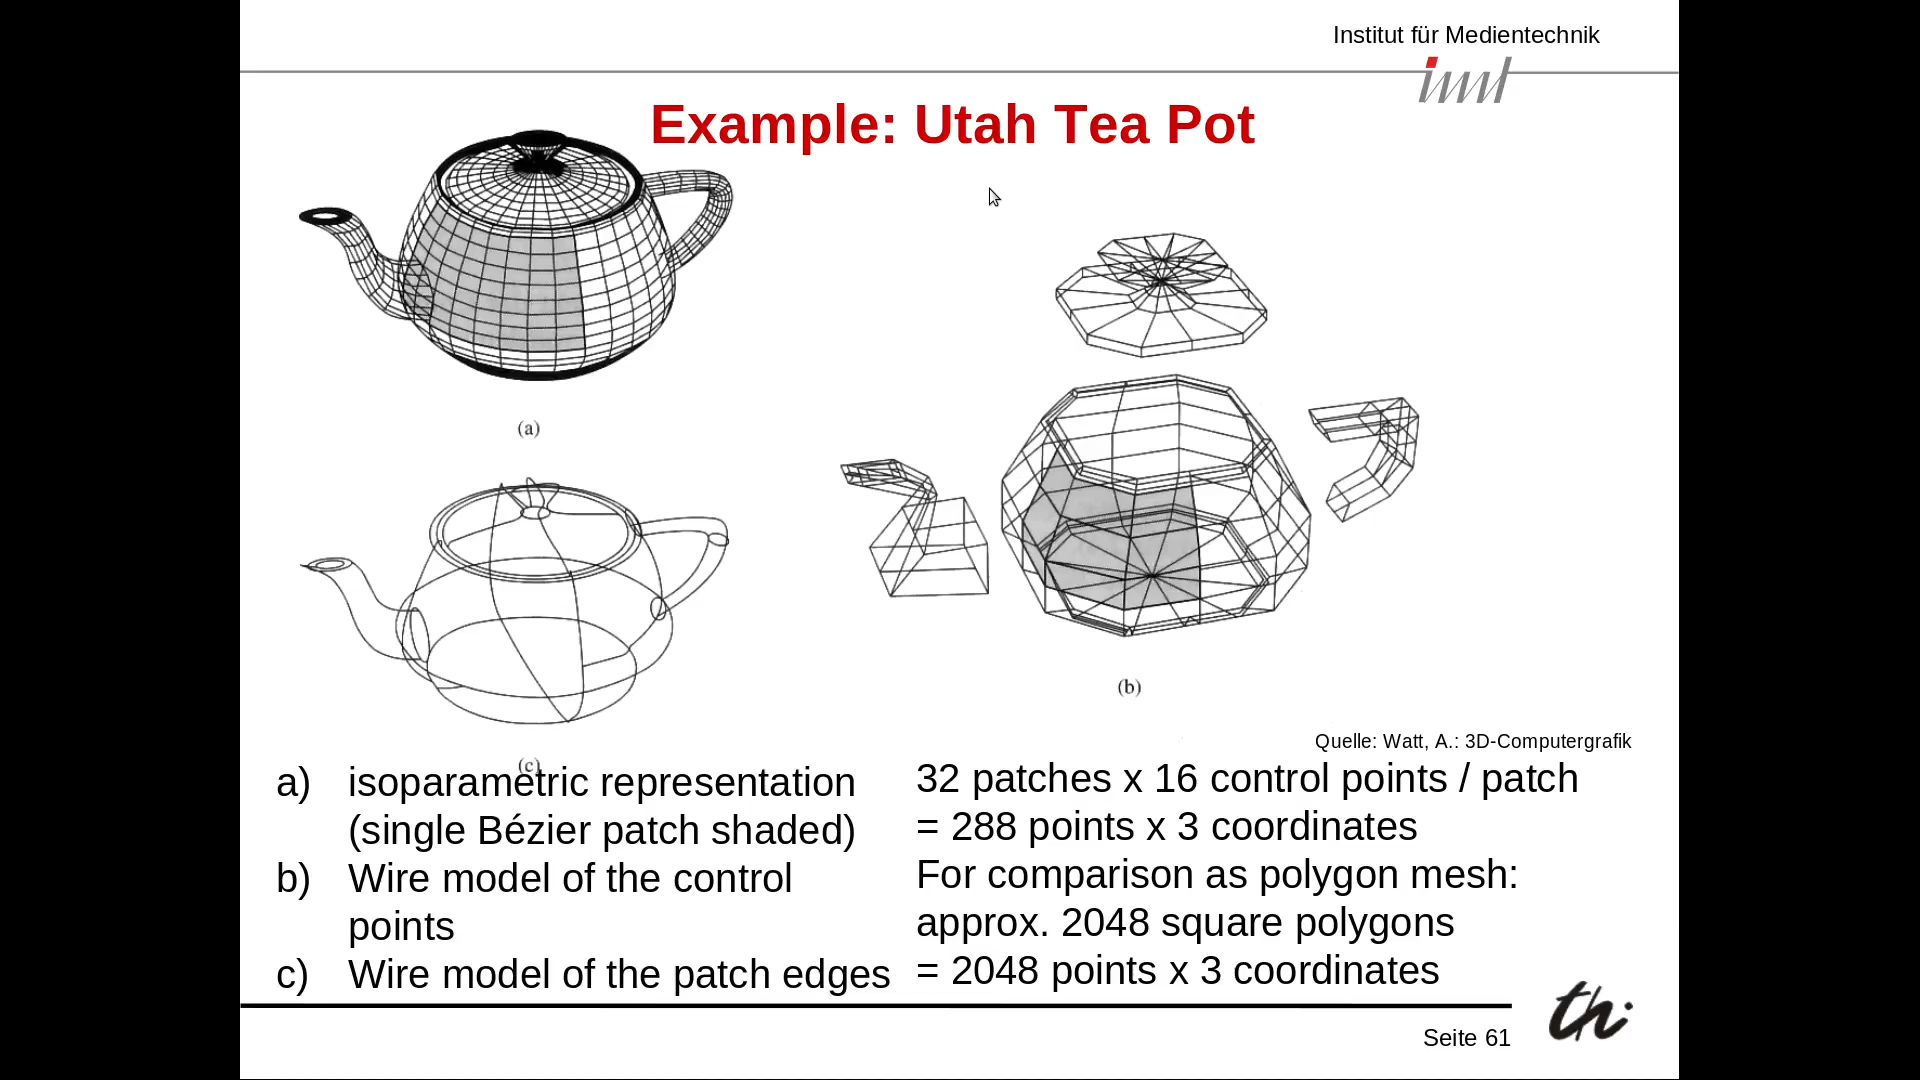 Institut für Medientechnik
imt
Example: Utah Tea Pot
(a)
(b)
(c)
Quelle: Watt, A.: 3D-Computergrafik
a) isoparametric representation
(single Bézier patch shaded)
b) Wire model of the control
points
c) Wire model of the patch edges
32 patches x 16 control points / patch
= 288 points x 3 coordinates
For comparison as polygon mesh:
approx. 2048 square polygons
= 2048 points x 3 coordinates
th
Seite 61